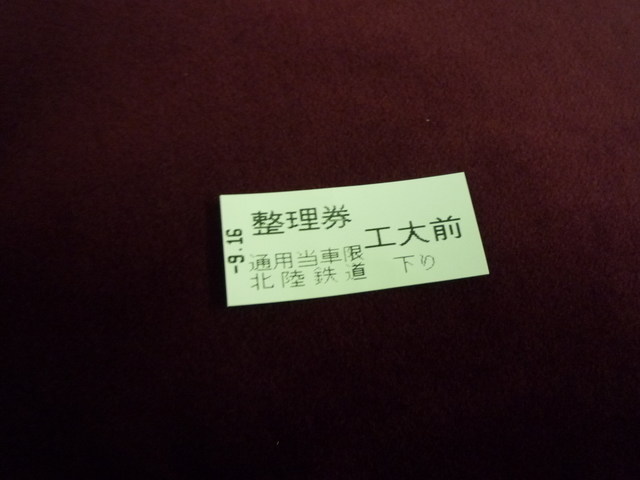 -9.16
整理券
工大前
通用当車限
下り
北陸鉄道